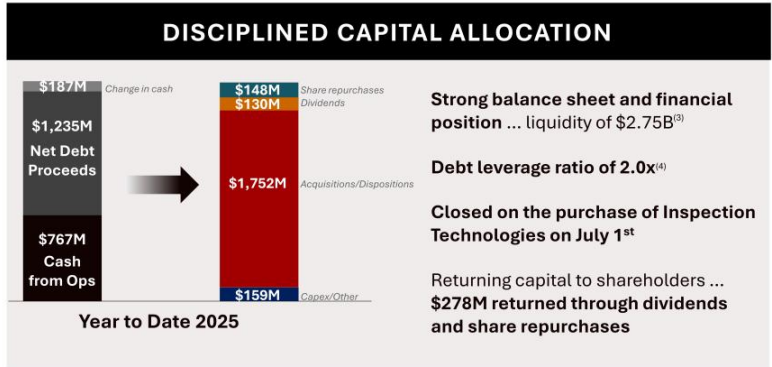 DISCIPLINED CAPITAL ALLOCATION
$187M
Change in cash
$1,235M
Net Debt
Proceeds
$767M
Cash
from Ops
$148M
Share repurchases
$130M
Dividends
$1,752M
Acquisitions/Dispositions
$159M
Capex/Other
Year to Date 2025
Strong balance sheet and financial
position ... liquidity of $2.75B(3)
Debt leverage ratio of 2.0x(4)
Closed on the purchase of Inspection
Technologies on July 1st
Returning capital to shareholders ...
$278M returned through dividends
and share repurchases